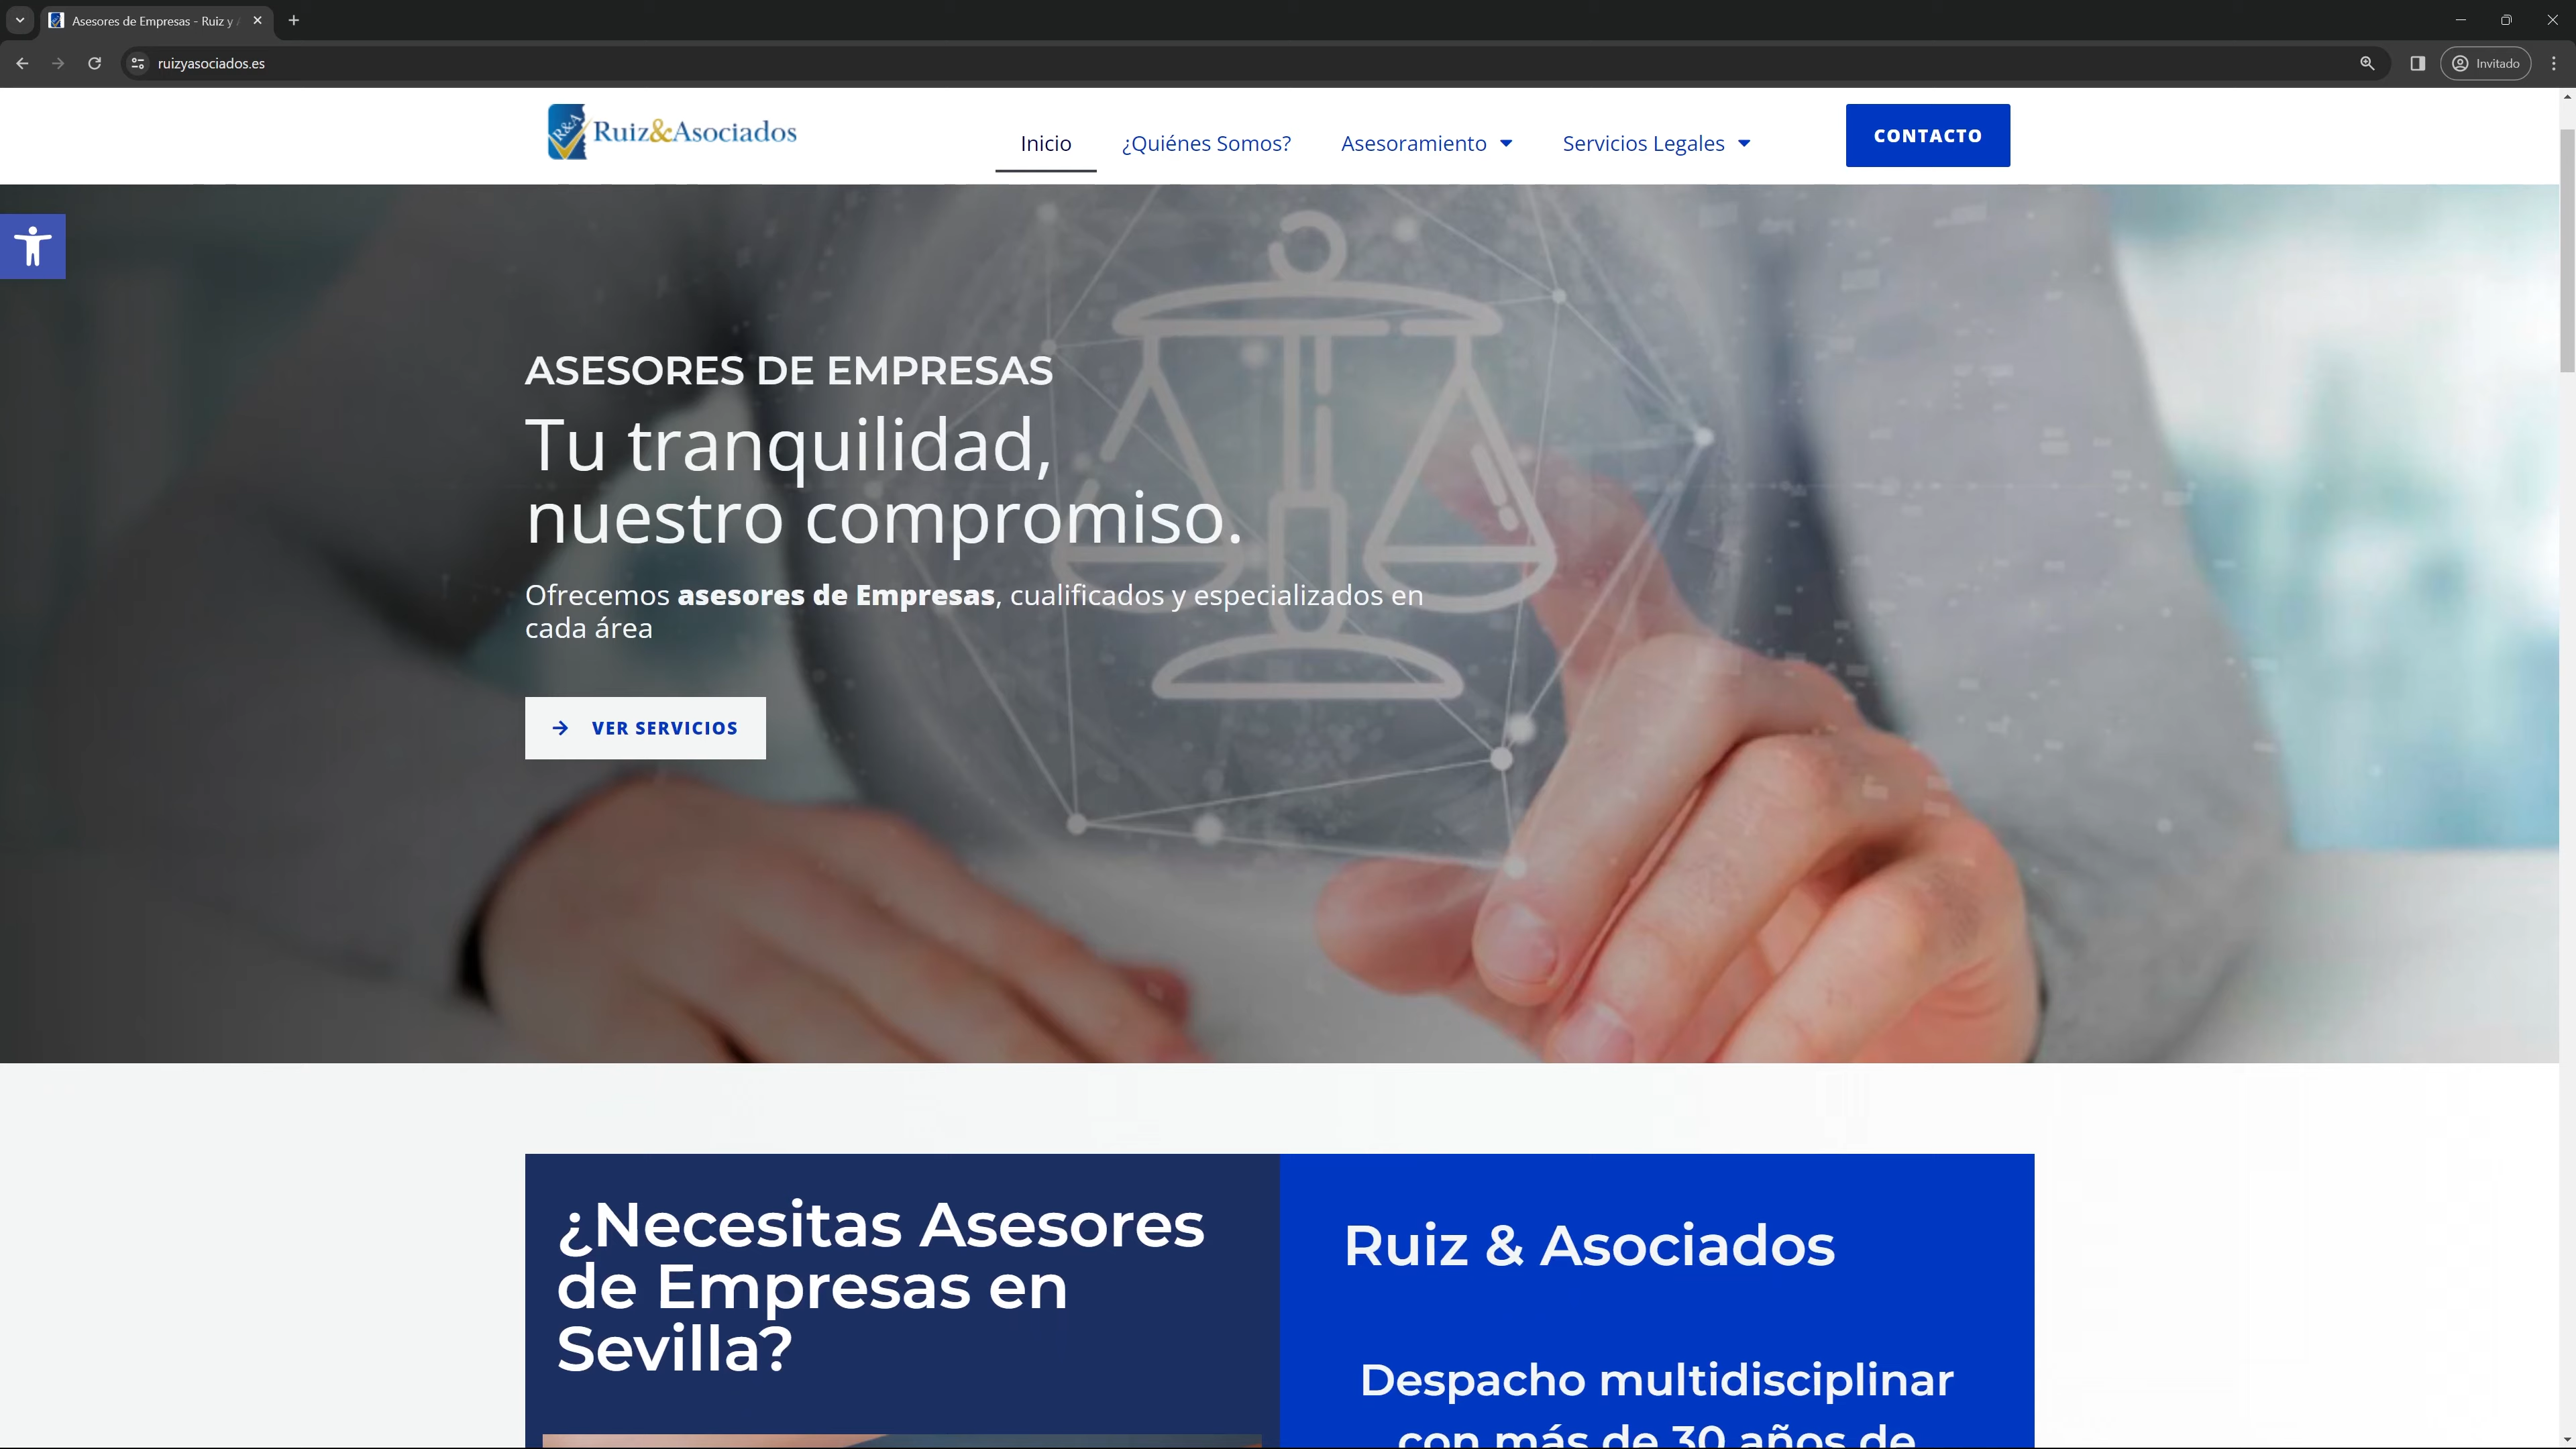 Asesores de Empresas - Ruiz y
ruizyasociados.es
Invitado
R&A
Ruiz&Asociados
Inicio
¿Quiénes Somos?
Asesoramiento
Servicios Legales
CONTACTO
ASESORES DE EMPRESAS
Tu tranquilidad,
nuestro compromiso.
Ofrecemos asesores de Empresas, cualificados y especializados en
cada área
VER SERVICIOS
¿Necesitas Asesores
de Empresas en
Sevilla?
Ruiz & Asociados
Despacho multidisciplinar
con más de 30 años de